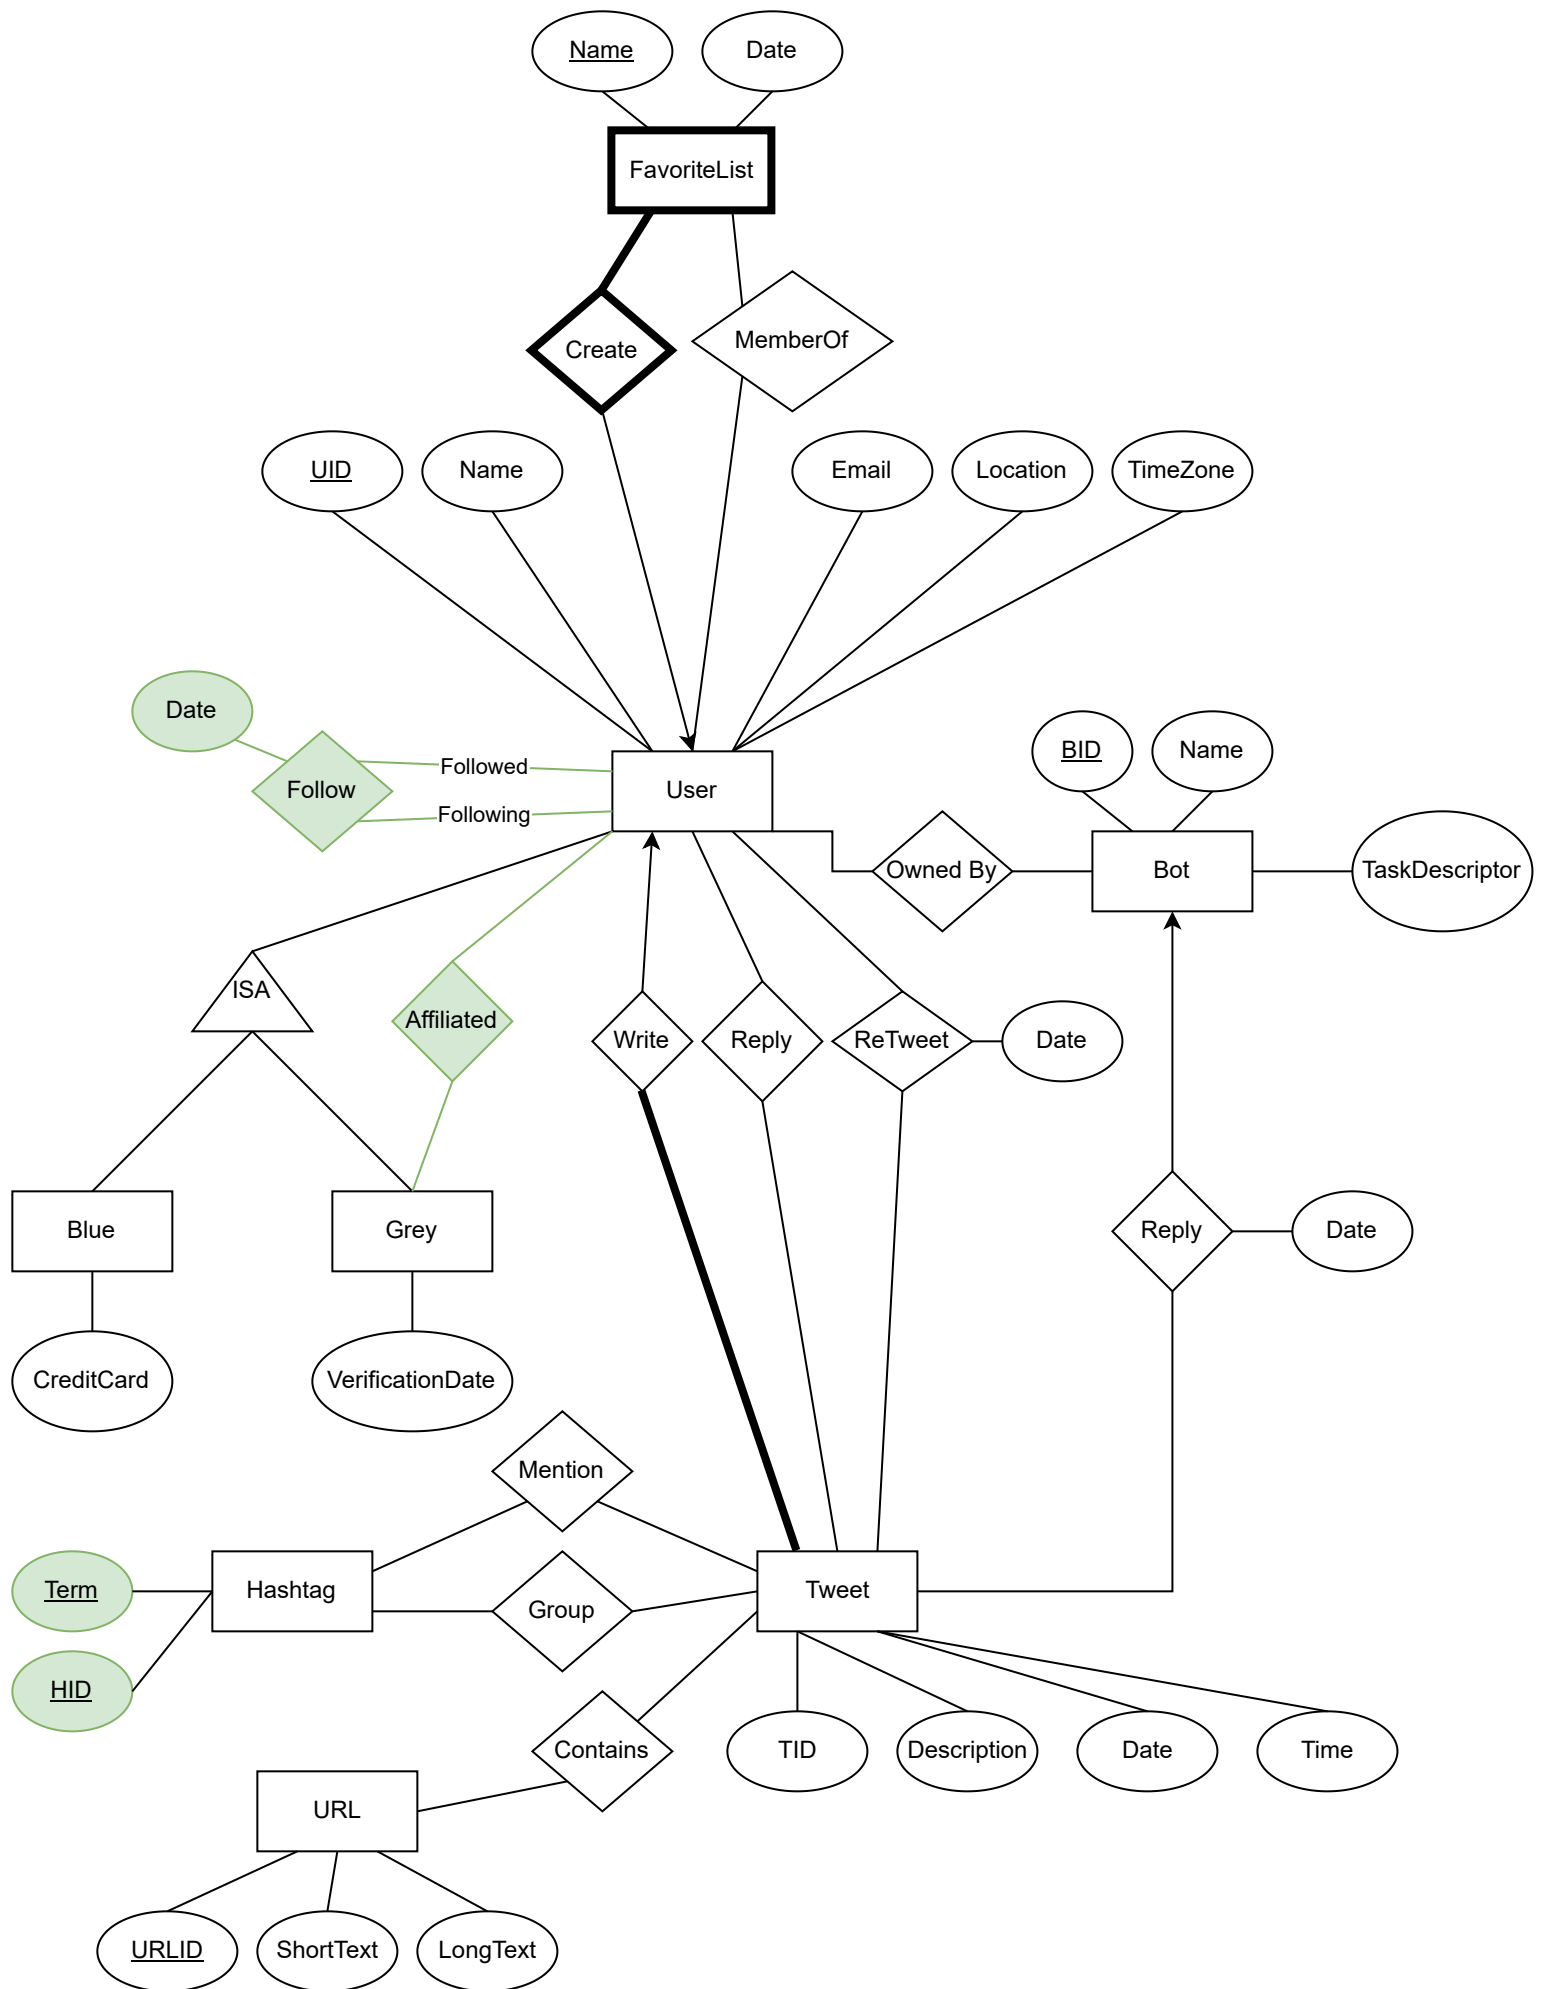 Name
Date
FavoriteList
Create
MemberOf
UID
Name
Email
Location
TimeZone
Date
Follow
Followed
Following
User
BID
Name
Owned By
Bot
TaskDescriptor
ISA
Affiliated
Write
Reply
ReTweet
Date
Blue
Grey
Reply
Date
CreditCard
VerificationDate
Mention
Term
Hashtag
Group
Tweet
HID
Contains
TID
Description
Date
Time
URL
URLID
ShortText
LongText